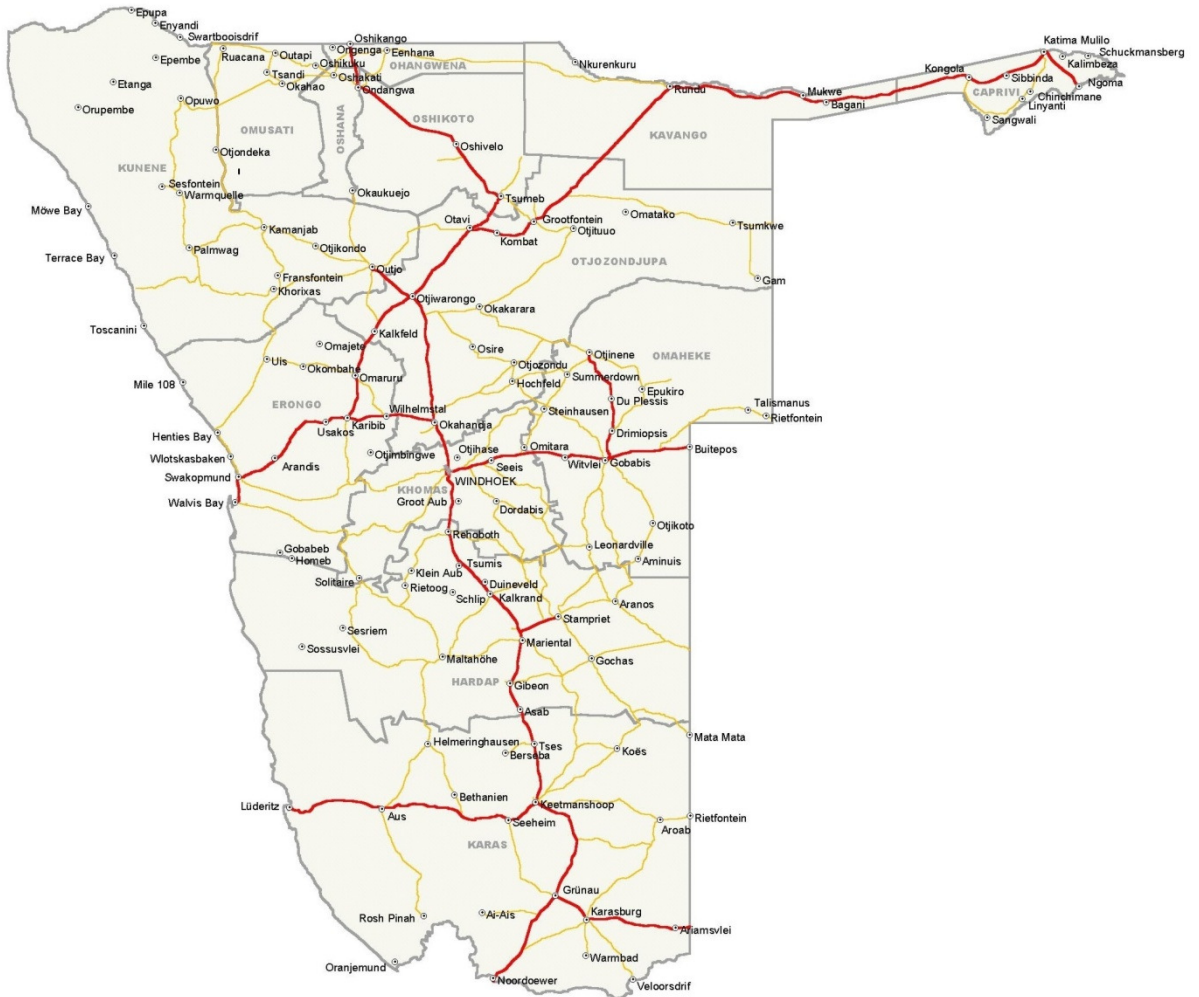 Epupa
Enyandi
Swartbooisdrif
Oshikango
Ongenga
Eenhana
Ruacana
Outapi
Oshikuku
OHANGWENA
Epembe
Tsandi
Oshakati
Okahao
Ondangwa
Etanga
Opuwo
Orupembe
OMUSATI
OSHANA
OSHIKOTO
Oshivelo
Otjondeka
KUNENE
Sesfontein
Warmquelle
Okaukuejo
Tsumeb
Möwe Bay
Nkurenkuru
Rundu
Mukwe
Bagani
KAVANGO
Katima Mulilo
Schuckmansberg
Kalimbeza
Kongola
Sibbinda
Ngoma
CAPRIVI
Chinchimane
Linyanti
Sangwali
Otavi
Grootfontein
Omatako
Tsumkwe
Kombat
Otjituuo
Kamanjab
Otjikondo
Palmwag
Terrace Bay
OTJOZONDJUPA
Outjo
Gam
Fransfontein
Khorixas
Otjiwarongo
Okakarara
Toscanini
Kalkfeld
Omajete
Osire
Otjinene
OMAHEKE
Uis
Okombahe
Otjozondu
Omaruru
Hochfeld
Summerdown
Mile 108
Epukiro
Du Plessis
ERONGO
Wilhelmstal
Steinhausen
Talismanus
Rietfontein
Usakos
Karibib
Okahandja
Henties Bay
Drimiopsis
Wlotskasbaken
Arandis
Otjimbingwe
Otjihase
Omitara
Buitepos
Seeis
Witvlei
Gobabis
Swakopmund
WINDHOEK
KHOMAS
Walvis Bay
Groot Aub
Dordabis
Otjikoto
Rehoboth
Gobabeb
Homeb
Leonardville
Aminuis
Tsumis
Klein Aub
Solitaire
Rietoog
Duineveld
Schlip
Kalkrand
Aranos
Stampriet
Sesriem
Sossusvlei
Mariental
Maltahöhe
Gochas
HARDAP
Gibeon
Asab
Mata Mata
Helmeringhausen
Tses
Berseba
Koës
Bethanien
Keetmanshoop
Lüderitz
Aus
Seeheim
Rietfontein
Aroab
KARAS
Grünau
Rosh Pinah
Ai-Ais
Karasburg
Ariamsvlei
Warmbad
Oranjemund
Noordoewer
Veloorsdrif